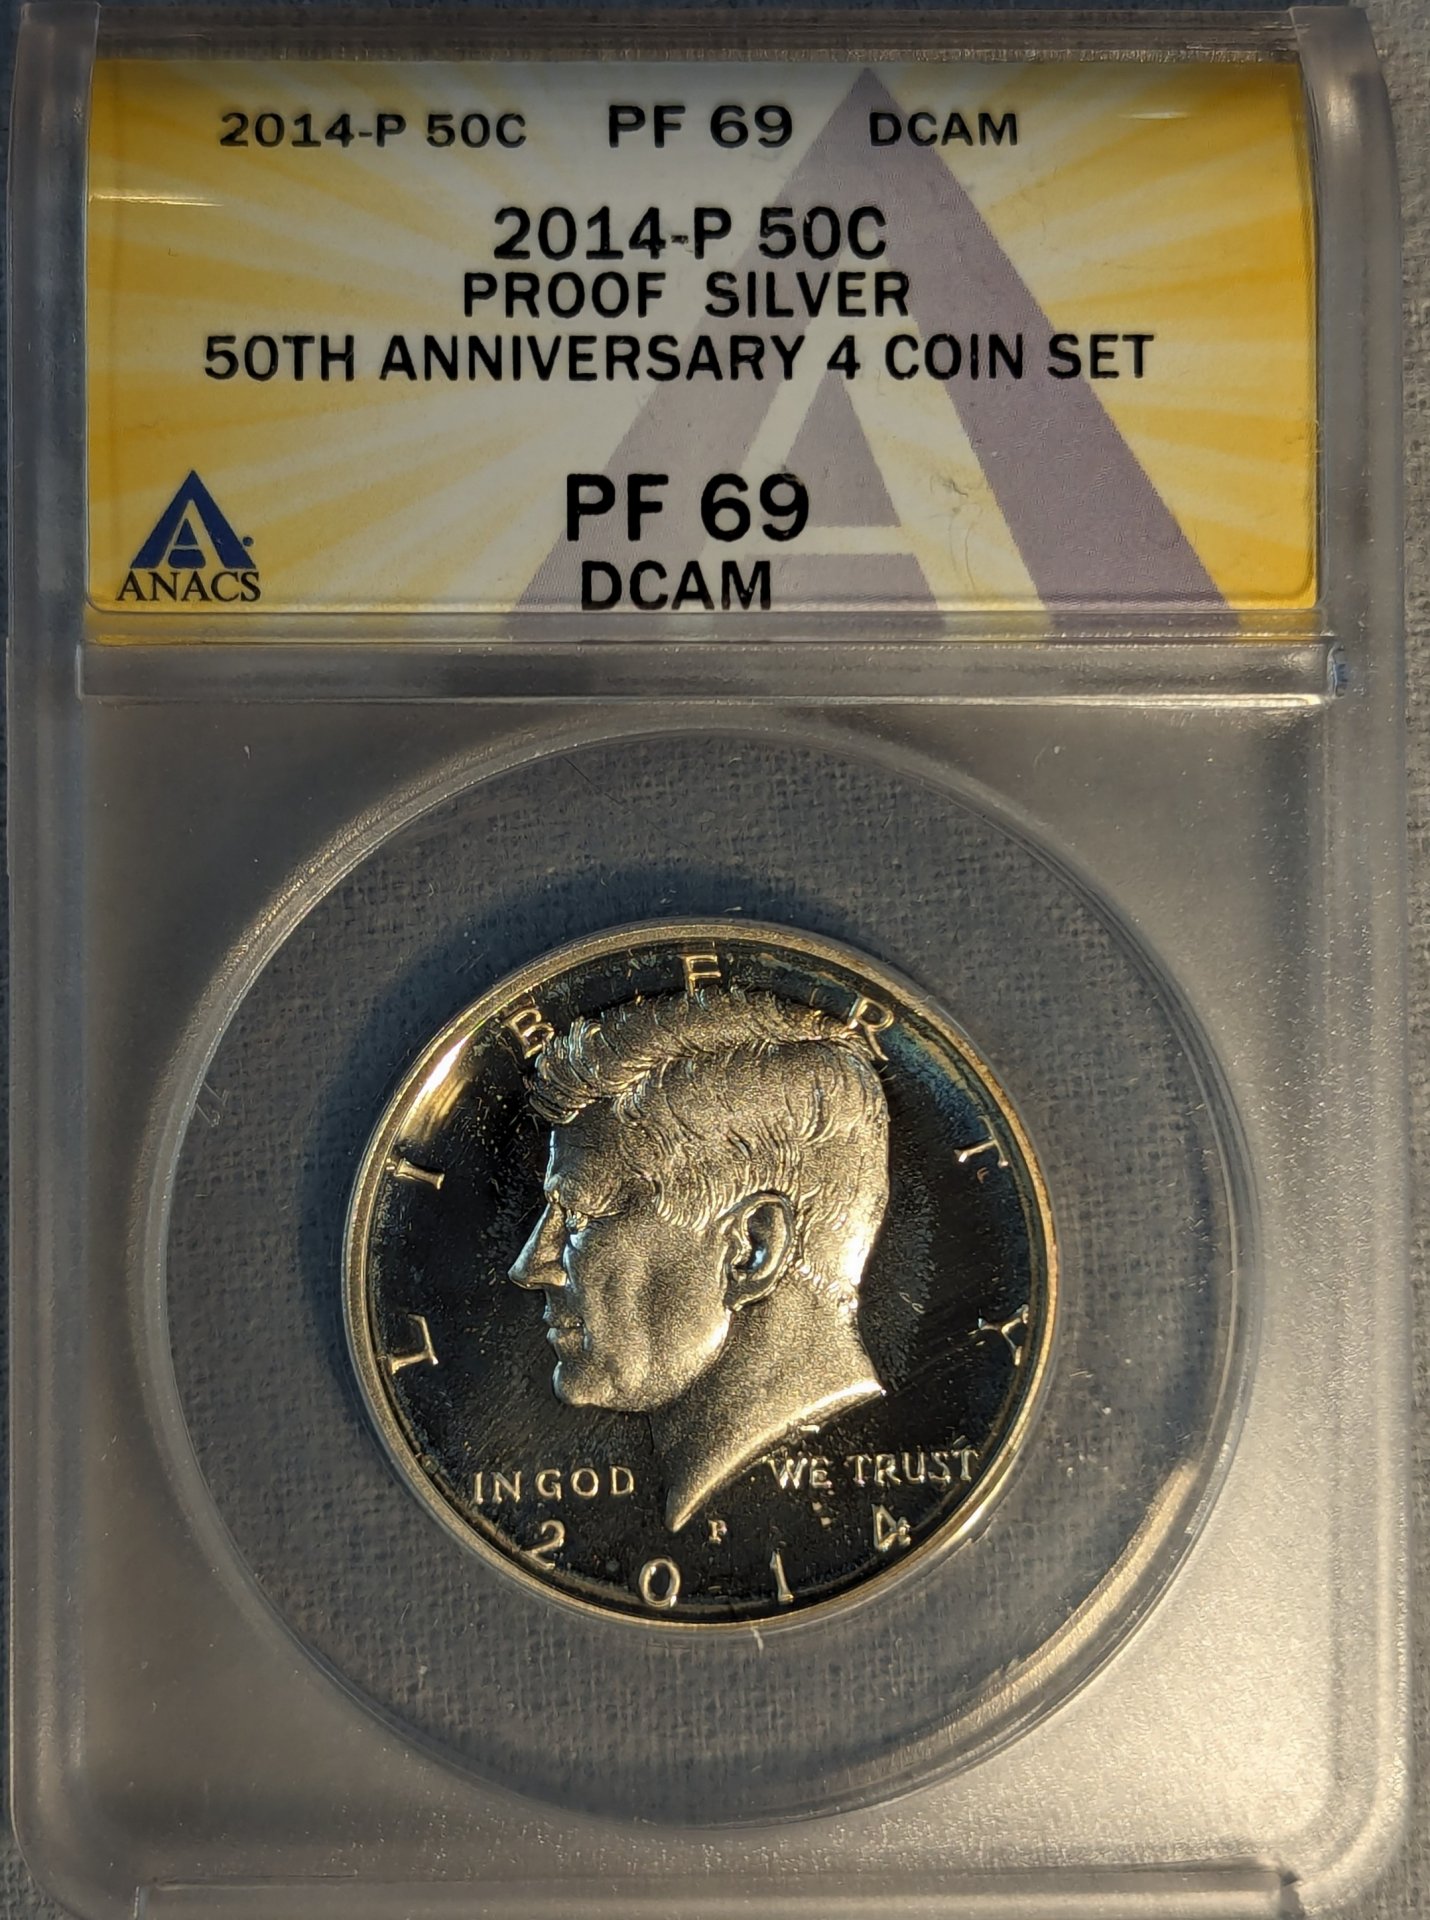 2014-P 50C PF 69 DCAM
2014-P 50C
PROOF SILVER
50TH ANNIVERSARY 4 COIN SET
PF 69
DCAM
ANACS
LIBERTY
IN GOD WE TRUST
P
2014